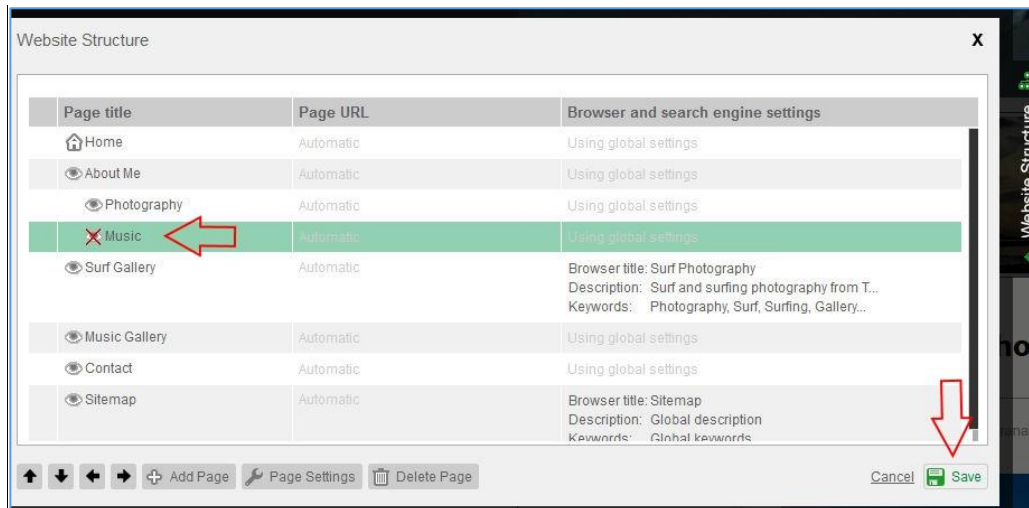 Website Structure
X
Page title Page URL Browser and search engine settings
Home Automatic Using global settings
About Me Automatic Using global settings
Photography Automatic Using global settings
Music Automatic Using global settings
Surf Gallery Automatic Browser title: Surf Photography
Description: Surf and surfing photography from T...
Keywords: Photography, Surf, Surfing, Gallery...
Music Gallery Automatic Using global settings
Contact Automatic Using global settings
Sitemap Automatic Browser title: Sitemap
Description: Global description
Keywords: Global keywords
Add Page Page Settings Delete Page Cancel Save
Website Structure